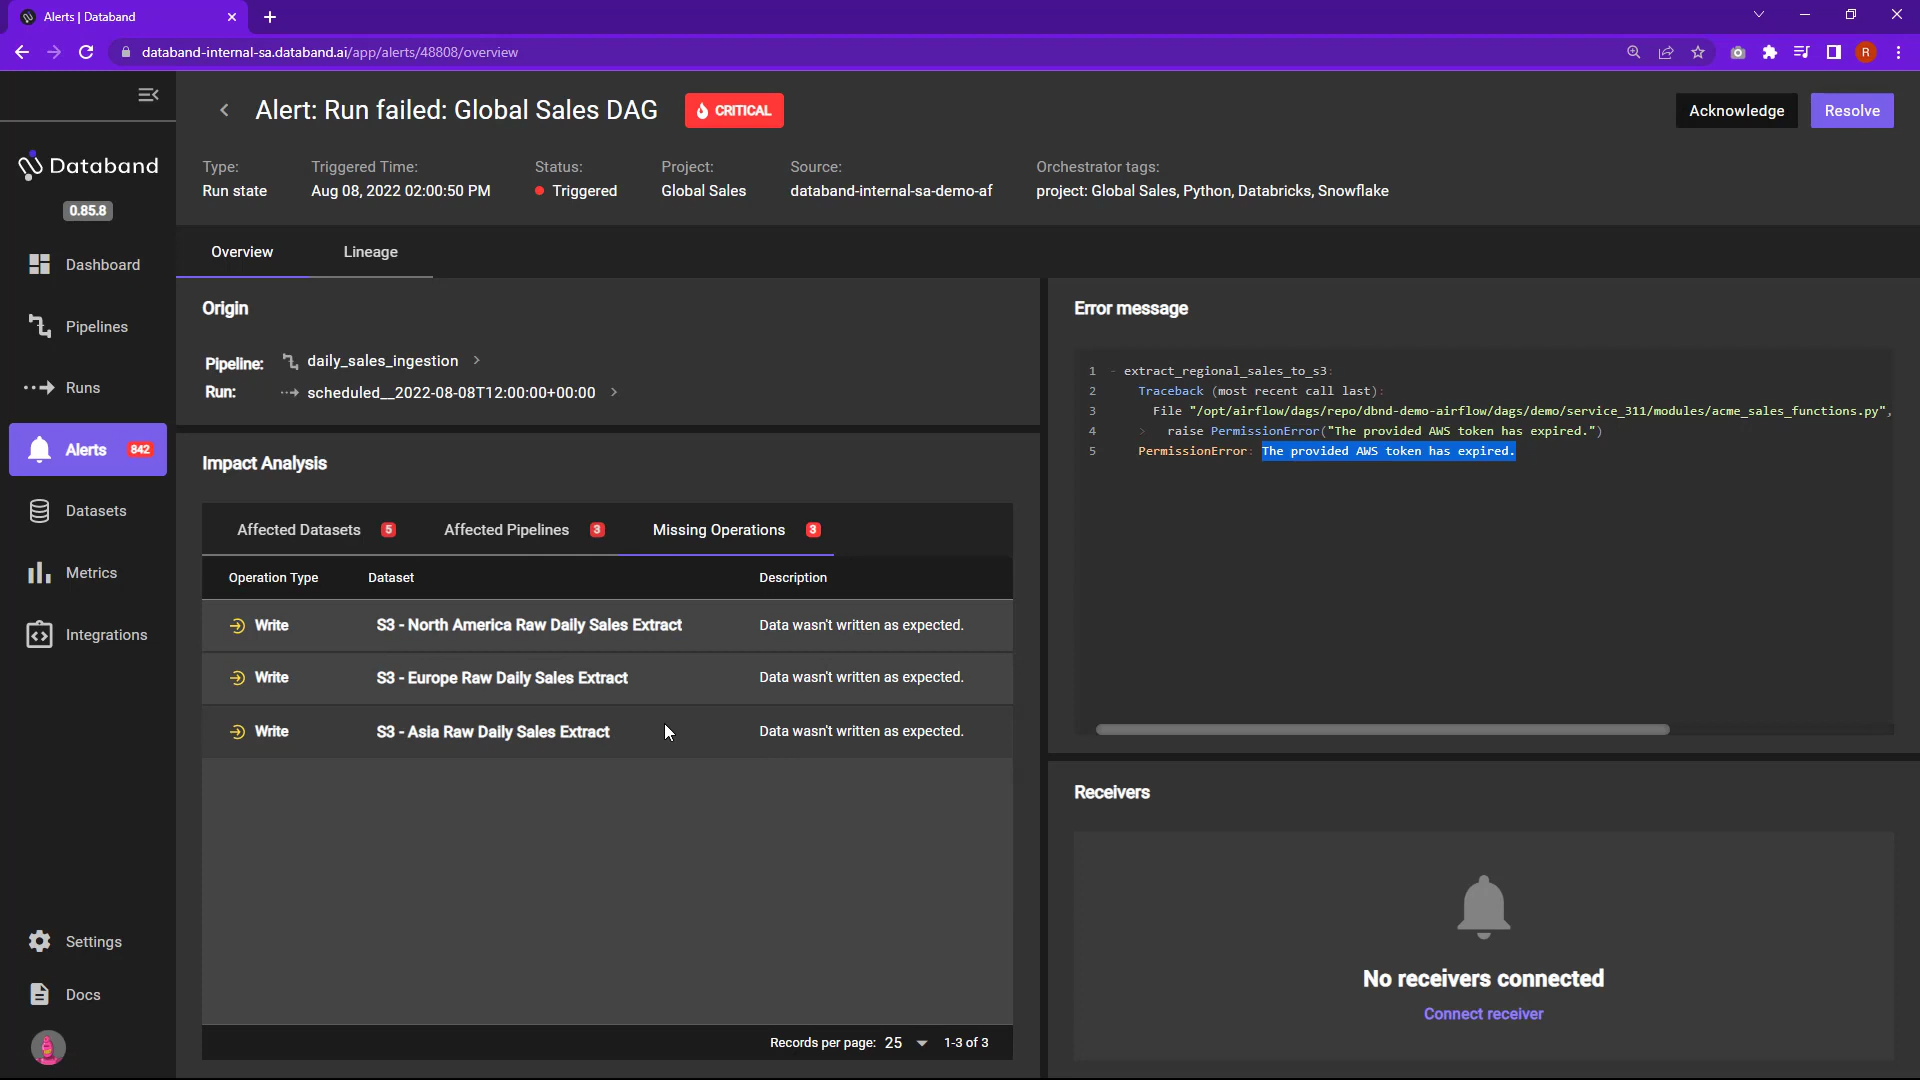 Alerts | Databand
databand-internal-sa.databand.ai/app/alerts/48808/overview
R
Databand
0.85.8
Dashboard
Pipelines
Runs
Alerts 842
Datasets
Metrics
Integrations
Settings
Docs
Alert: Run failed: Global Sales DAG CRITICAL
Acknowledge Resolve
Type: Triggered Time: Status: Project: Source: Orchestrator tags:
Run state Aug 08, 2022 02:00:50 PM Triggered Global Sales databand-internal-sa-demo-af project: Global Sales, Python, Databricks, Snowflake
Overview Lineage
Origin
Pipeline: daily_sales_ingestion >
Run: scheduled__2022-08-08T12:00:00+00:00 >
Impact Analysis
Affected Datasets 5 Affected Pipelines 3 Missing Operations 3
Operation Type Dataset Description
Write S3 - North America Raw Daily Sales Extract Data wasn't written as expected.
Write S3 - Europe Raw Daily Sales Extract Data wasn't written as expected.
Write S3 - Asia Raw Daily Sales Extract Data wasn't written as expected.
Records per page: 25 1-3 of 3
Error message
1 - extract_regional_sales_to_s3:
2 Traceback (most recent call last):
3 File "/opt/airflow/dags/repo/dbnd-demo-airflow/dags/demo/service_311/modules/acme_sales_functions.py",
4 > raise PermissionError("The provided AWS token has expired.")
5 PermissionError: The provided AWS token has expired.
Receivers
No receivers connected
Connect receiver